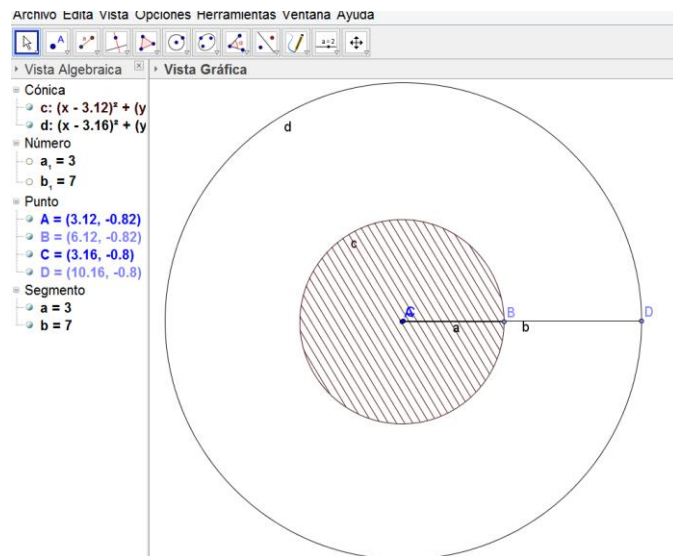 Archivo Edita Vista Opciones Herramientas Ventana Ayuda
A
a=2
Vista Algebraica
Vista Gráfica
Cónica
c: (x - 3.12)² + (y
d: (x - 3.16)² + (y
Número
a₁ = 3
b₁ = 7
Punto
A = (3.12, -0.82)
B = (6.12, -0.82)
C = (3.16, -0.8)
D = (10.16, -0.8)
Segmento
a = 3
b = 7
d
c
A
C
B
D
a
b